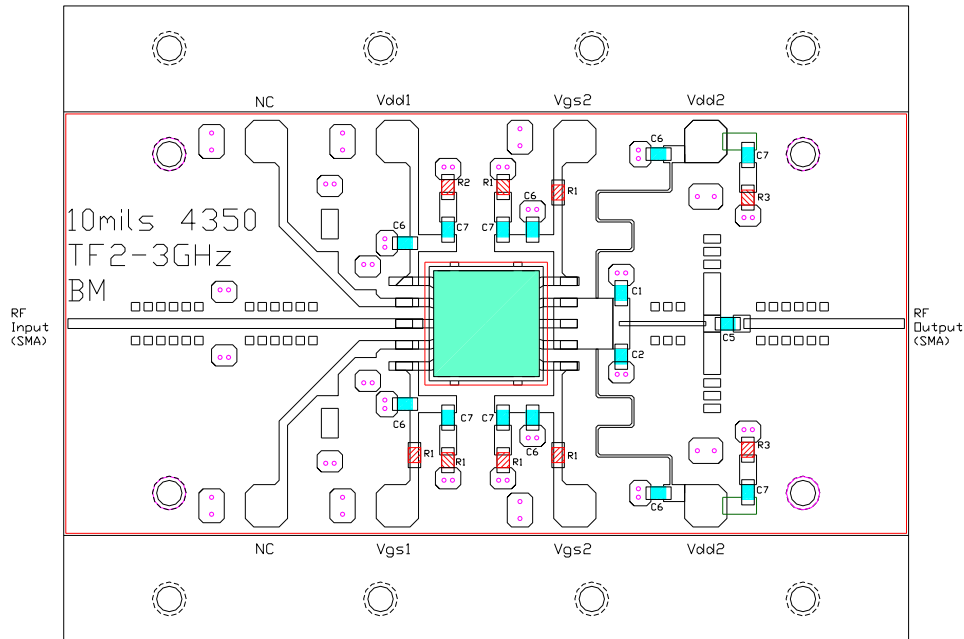 NC Vdd1 Vgs2 Vdd2
C6 C7
R2 R1 R1
R3
C6
10mils 4350
C6 C7 C7
TF2-3GHz
BM
C1
RF
Input
(SMA)
RF
Output
(SMA)
C5
C2
C6 C7 C7
C6
R3
R1 R1 R1 R1
C7
C6
NC Vgs1 Vgs2 Vdd2